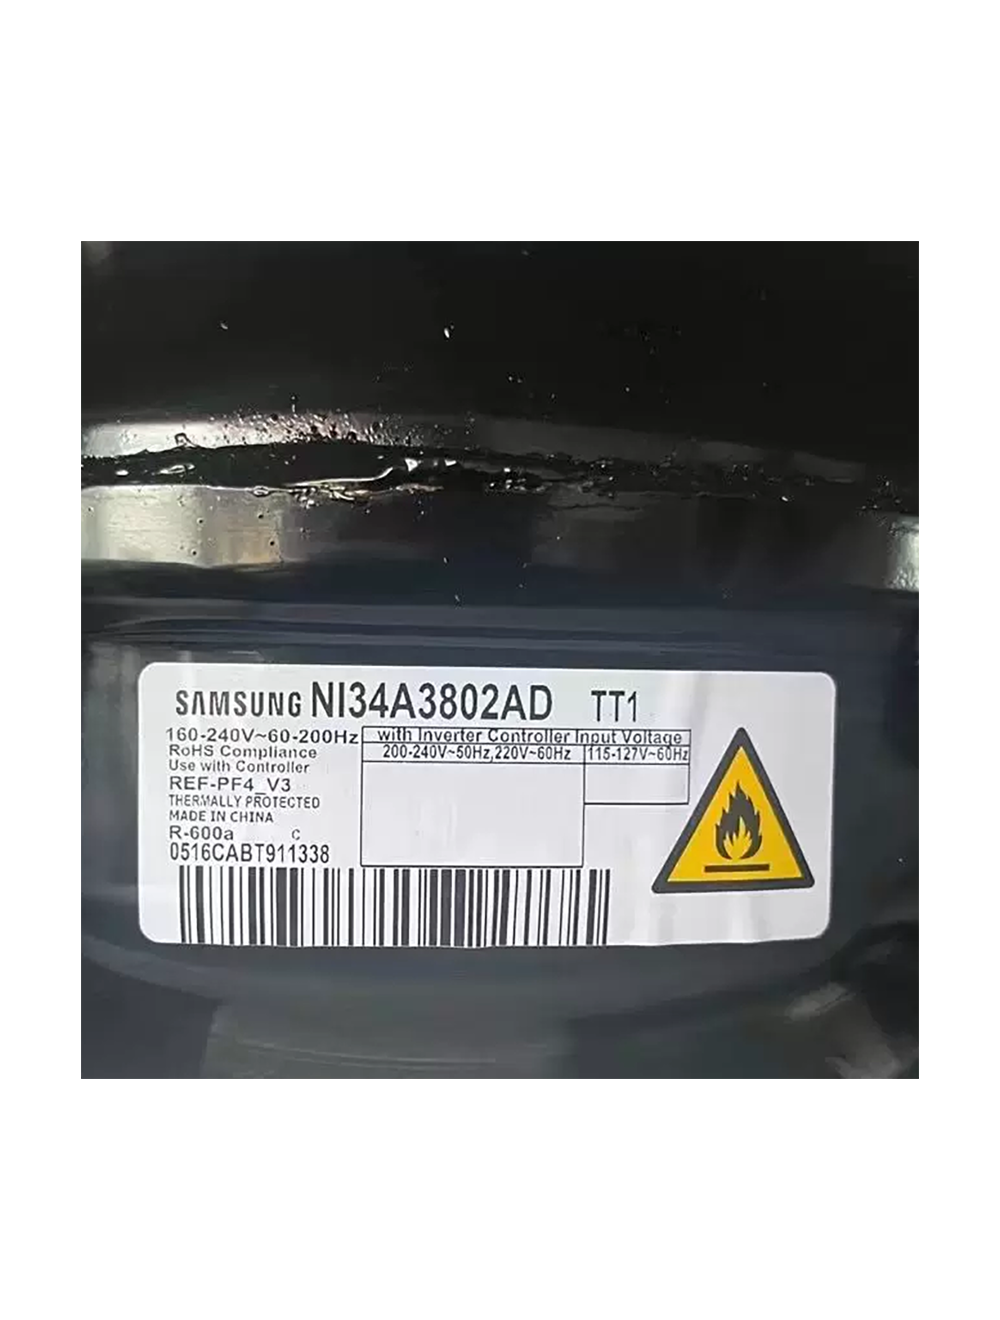 SAMSUNG NI34A3802AD TT1
160-240V~60-200Hz
RoHS Compliance
Use with Controller
REF-PF4_V3
THERMALLY PROTECTED
MADE IN CHINA
R-600a C
0516CABT911338
with Inverter Controller Input Voltage
200-240V~50Hz,220V~60Hz 115-127V~60Hz